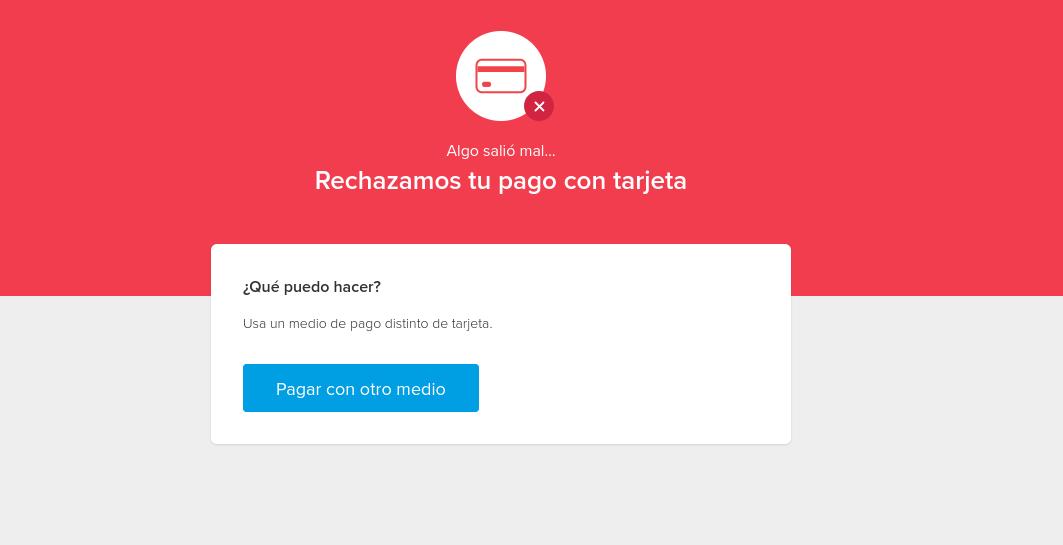 Algo salió mal...
Rechazamos tu pago con tarjeta
¿Qué puedo hacer?
Usa un medio de pago distinto de tarjeta.
Pagar con otro medio